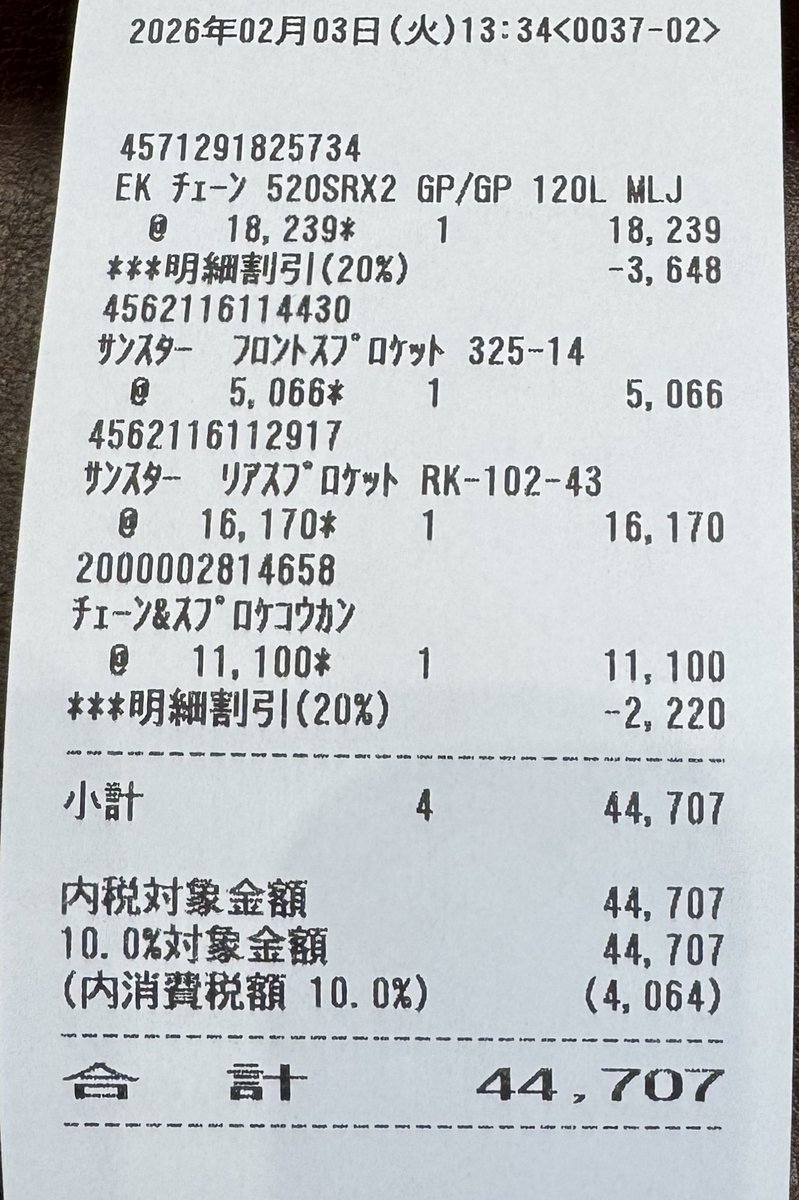 2026年02月03日(火)13:34<0037-02>
4571291825734
EK ﾁｪｰﾝ 520SRX2 GP/GP 120L MLJ
@ 18,239* 1 18,239
***明細割引(20%) -3,648
4562116114430
ｻﾝｽﾀｰ ﾌﾛﾝﾄｽﾌﾟﾛｹｯﾄ 325-14
@ 5,066* 1 5,066
4562116112917
ｻﾝｽﾀｰ ﾘｱｽﾌﾟﾛｹｯﾄ RK-102-43
@ 16,170* 1 16,170
2000002814658
ﾁｪｰﾝ&ｽﾌﾟﾛｹｺｳｶﾝ
@ 11,100* 1 11,100
***明細割引(20%) -2,220
小計 4 44,707
内税対象金額 44,707
10.0%対象金額 44,707
(内消費税額 10.0%) (4,064)
合 計 44,707